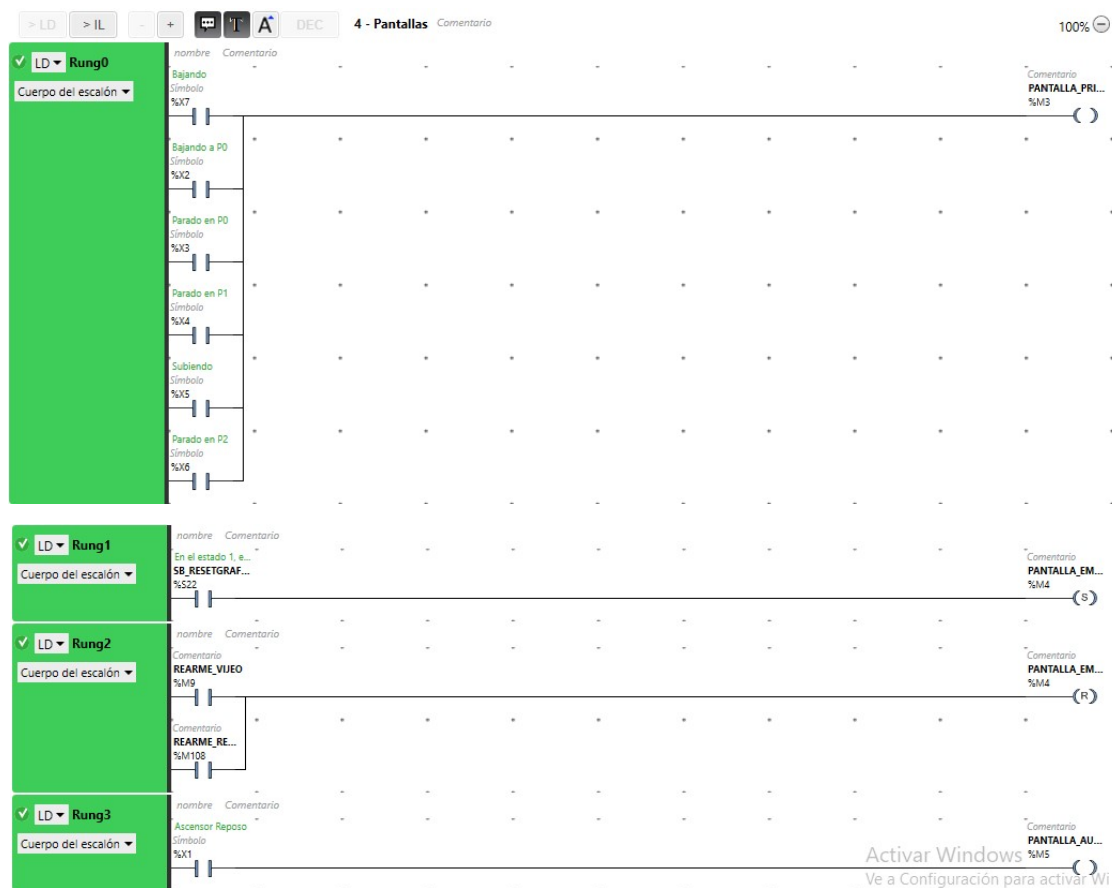 > LD > IL - + T A DEC 4 - Pantallas Comentario 100%
LD Rung0
Cuerpo del escalón
nombre Comentario
Bajando
Símbolo
%X7
Comentario
PANTALLA_PRI...
%M3
Bajando a P0
Símbolo
%X2
Parado en P0
Símbolo
%X3
Parado en P1
Símbolo
%X4
Subiendo
Símbolo
%X5
Parado en P2
Símbolo
%X6
LD Rung1
Cuerpo del escalón
nombre Comentario
En el estado 1, e...
SB_RESETGRAF...
%S22
Comentario
PANTALLA_EM...
%M4
S
LD Rung2
Cuerpo del escalón
nombre Comentario
Comentario
REARME_VIJEO
%M9
Comentario
PANTALLA_EM...
%M4
R
Comentario
REARME_RE...
%M108
LD Rung3
Cuerpo del escalón
nombre Comentario
Ascensor Reposo
Símbolo
%X1
Comentario
PANTALLA_AU...
%M5
Activar Windows
Ve a Configuración para activar Wi